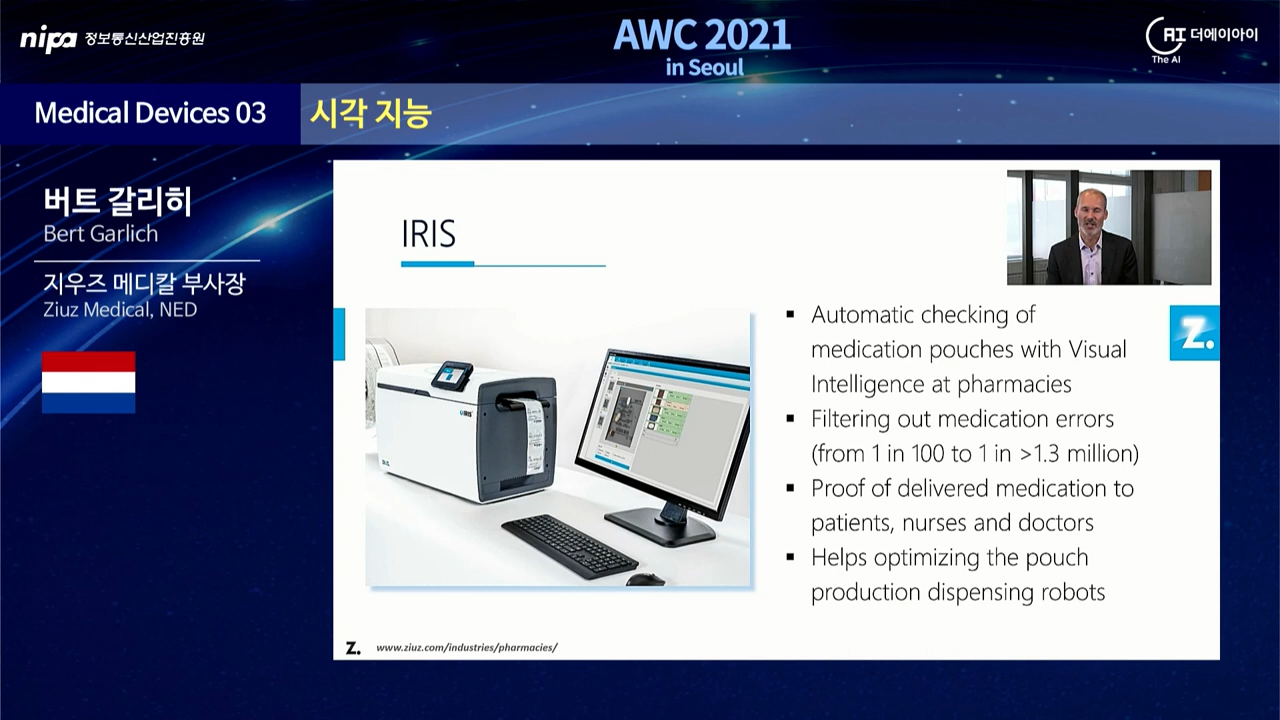 nipa 정보통신산업진흥원
AWC 2021
in Seoul
AI 더에이아이
The AI
Medical Devices 03
시각 지능
버트 갈리히
Bert Garlich
지우즈 메디칼 부사장
Ziuz Medical, NED
IRIS
IRIS
▪ Automatic checking of
medication pouches with Visual
Intelligence at pharmacies
▪ Filtering out medication errors
(from 1 in 100 to 1 in >1.3 million)
▪ Proof of delivered medication to
patients, nurses and doctors
▪ Helps optimizing the pouch
production dispensing robots
Z.
Z. www.ziuz.com/industries/pharmacies/